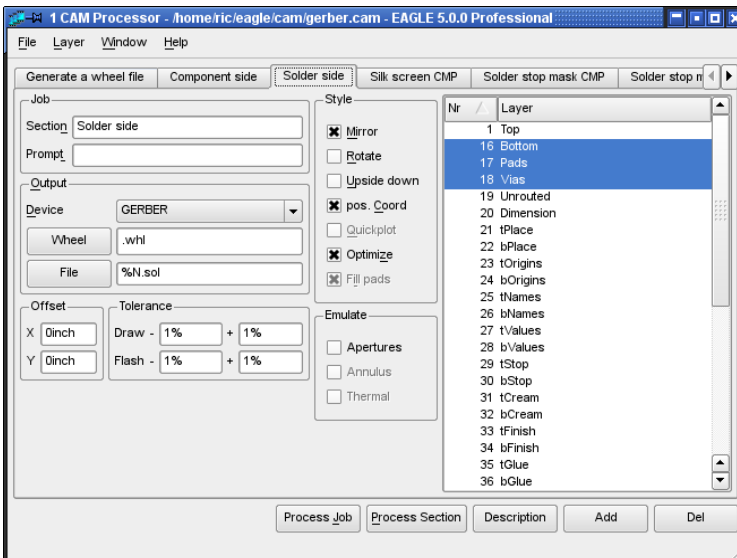 1 CAM Processor - /home/ric/eagle/cam/gerber.cam - EAGLE 5.0.0 Professional
File Layer Window Help
Generate a wheel file Component side Solder side Silk screen CMP Solder stop mask CMP Solder stop m
Job
Section Solder side
Prompt
Output
Device GERBER
Wheel .whl
File %N.sol
Offset
X 0inch
Y 0inch
Tolerance
Draw - 1% + 1%
Flash - 1% + 1%
Style
Mirror
Rotate
Upside down
pos. Coord
Quickplot
Optimize
Fill pads
Emulate
Apertures
Annulus
Thermal
Nr Layer
1 Top
16 Bottom
17 Pads
18 Vias
19 Unrouted
20 Dimension
21 tPlace
22 bPlace
23 tOrigins
24 bOrigins
25 tNames
26 bNames
27 tValues
28 bValues
29 tStop
30 bStop
31 tCream
32 bCream
33 tFinish
34 bFinish
35 tGlue
36 bGlue
Process Job Process Section Description Add Del